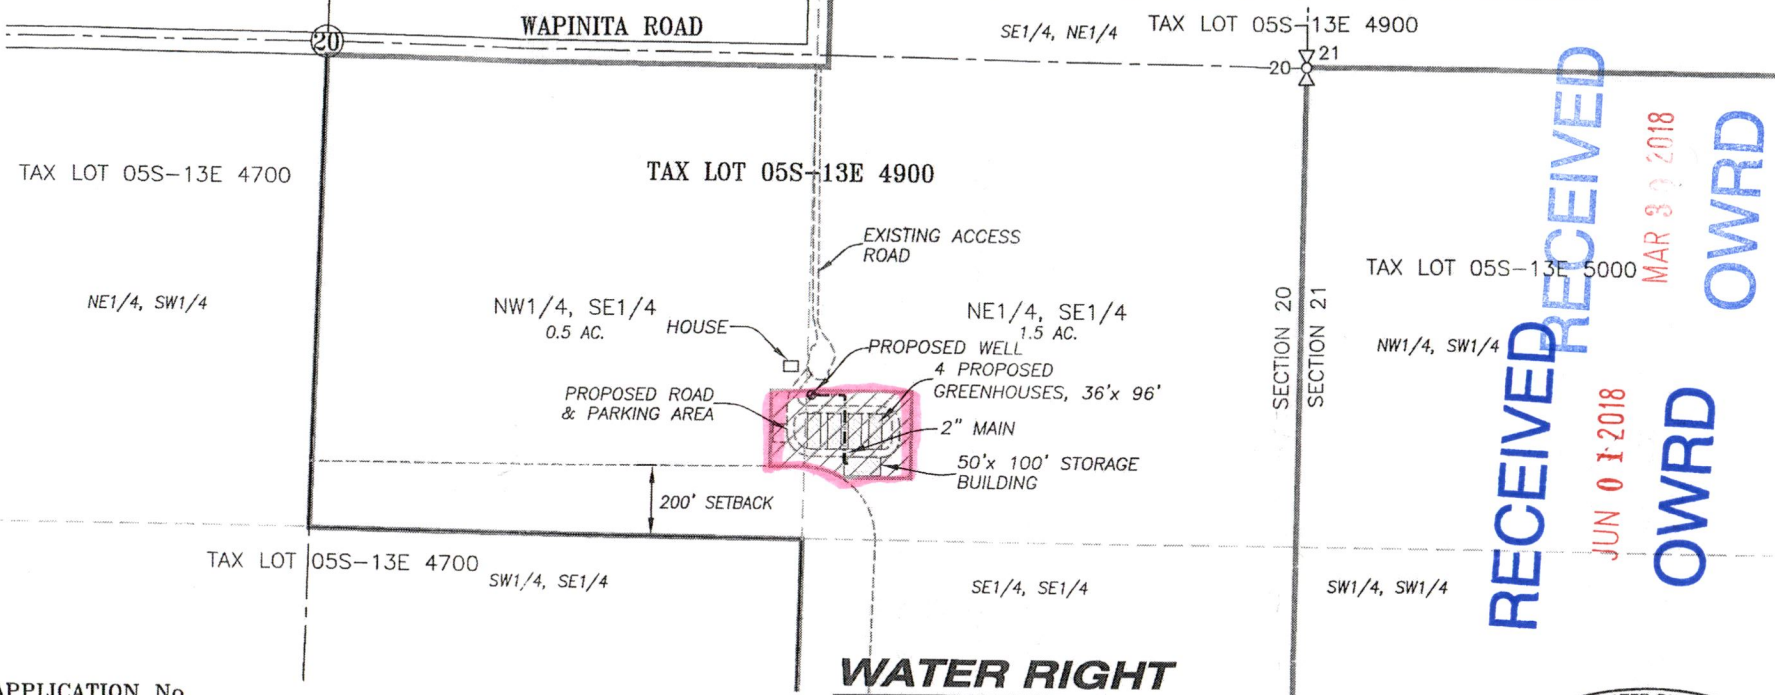 WAPINITA ROAD
SE1/4, NE1/4
TAX LOT 05S-13E 4900
20
20
21
TAX LOT 05S-13E 4700
TAX LOT 05S-13E 4900
EXISTING ACCESS
ROAD
TAX LOT 05S-13E 5000
NE1/4, SW1/4
NW1/4, SE1/4
0.5 AC.
HOUSE
NE1/4, SE1/4
1.5 AC.
SECTION 20
SECTION 21
NW1/4, SW1/4
PROPOSED WELL
4 PROPOSED
GREENHOUSES, 36'x 96'
PROPOSED ROAD
& PARKING AREA
2" MAIN
50'x 100' STORAGE
BUILDING
200' SETBACK
TAX LOT 05S-13E 4700
SW1/4, SE1/4
SE1/4, SE1/4
SW1/4, SW1/4
WATER RIGHT
APPLICATION No
RECEIVED
MAR 2018
OWRD
RECEIVED
JUN 01 2018
OWRD